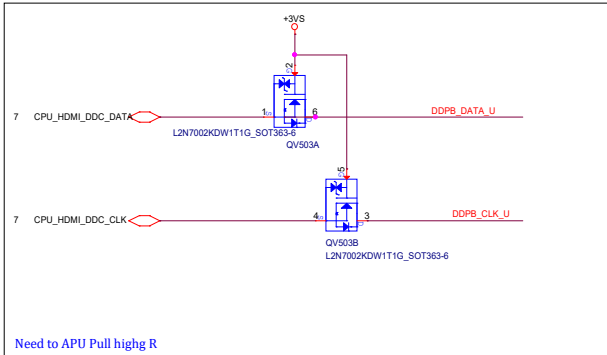 +3VS
2
7 CPU_HDMI_DDC_DATA 1 6 DDPB_DATA_U
L2N7002KDW1T1G_SOT363-6
QV503A
5
7 CPU_HDMI_DDC_CLK 4 3 DDPB_CLK_U
QV503B
L2N7002KDW1T1G_SOT363-6
Need to APU Pull highg R